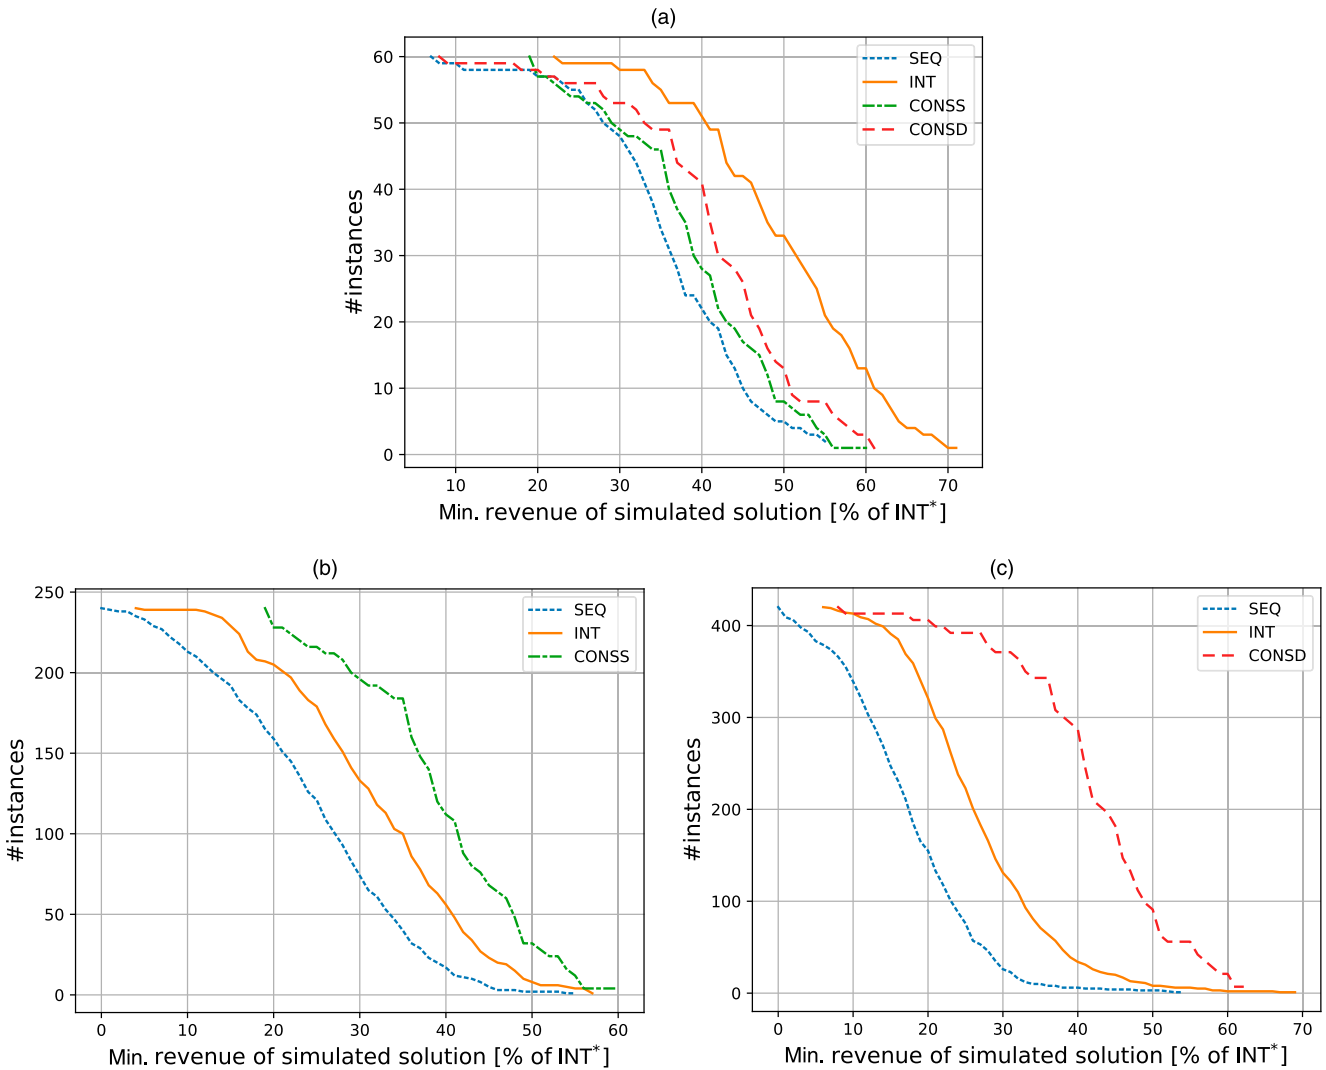 (a)
60
50
40
30
20
10
0
#instances
SEQ
INT
CONSS
CONSD
10 20 30 40 50 60 70
Min. revenue of simulated solution [% of INT*]
(b)
250
200
150
100
50
0
#instances
SEQ
INT
CONSS
0 10 20 30 40 50 60
Min. revenue of simulated solution [% of INT*]
(c)
400
300
200
100
0
#instances
SEQ
INT
CONSD
0 10 20 30 40 50 60 70
Min. revenue of simulated solution [% of INT*]